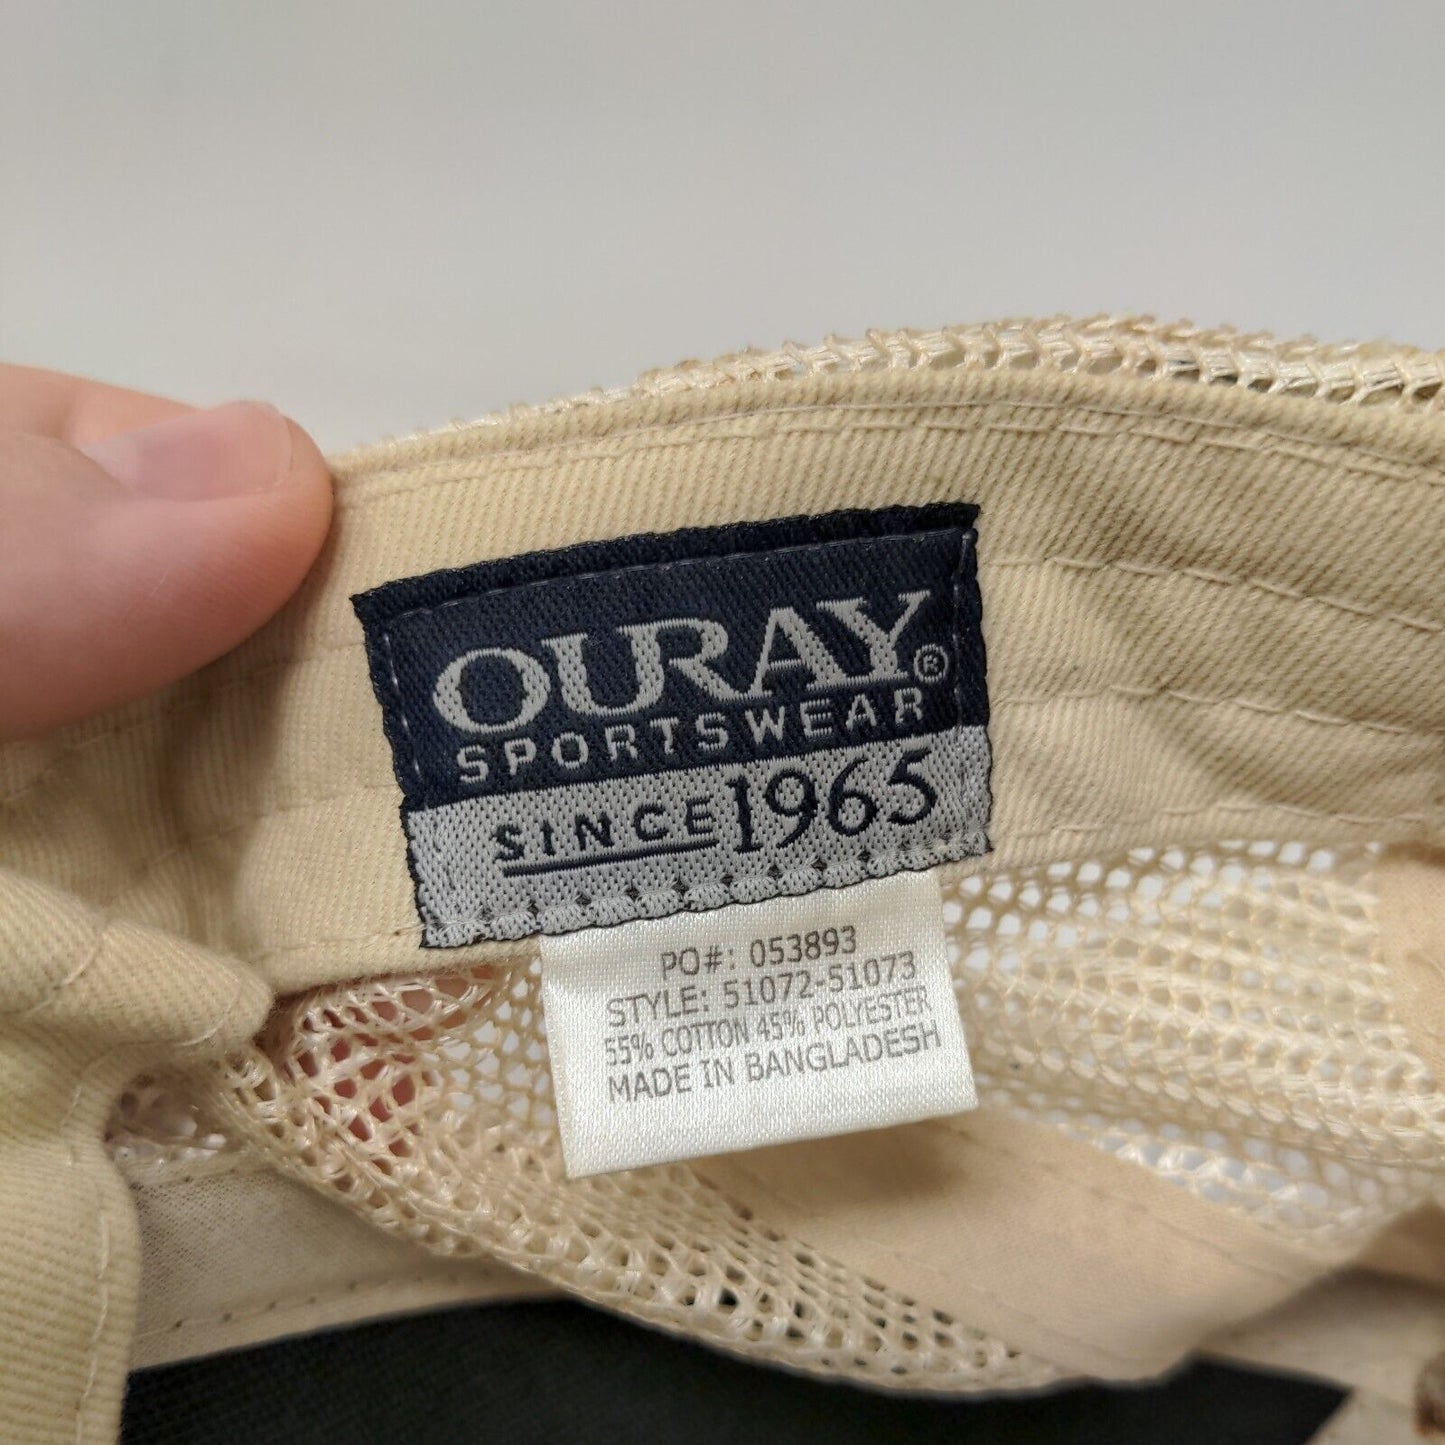 OURAY®
SPORTSWEAR
SINCE 1965
PO#: 053893
STYLE: 51072-51073
55% COTTON 45% POLYESTER
MADE IN BANGLADESH